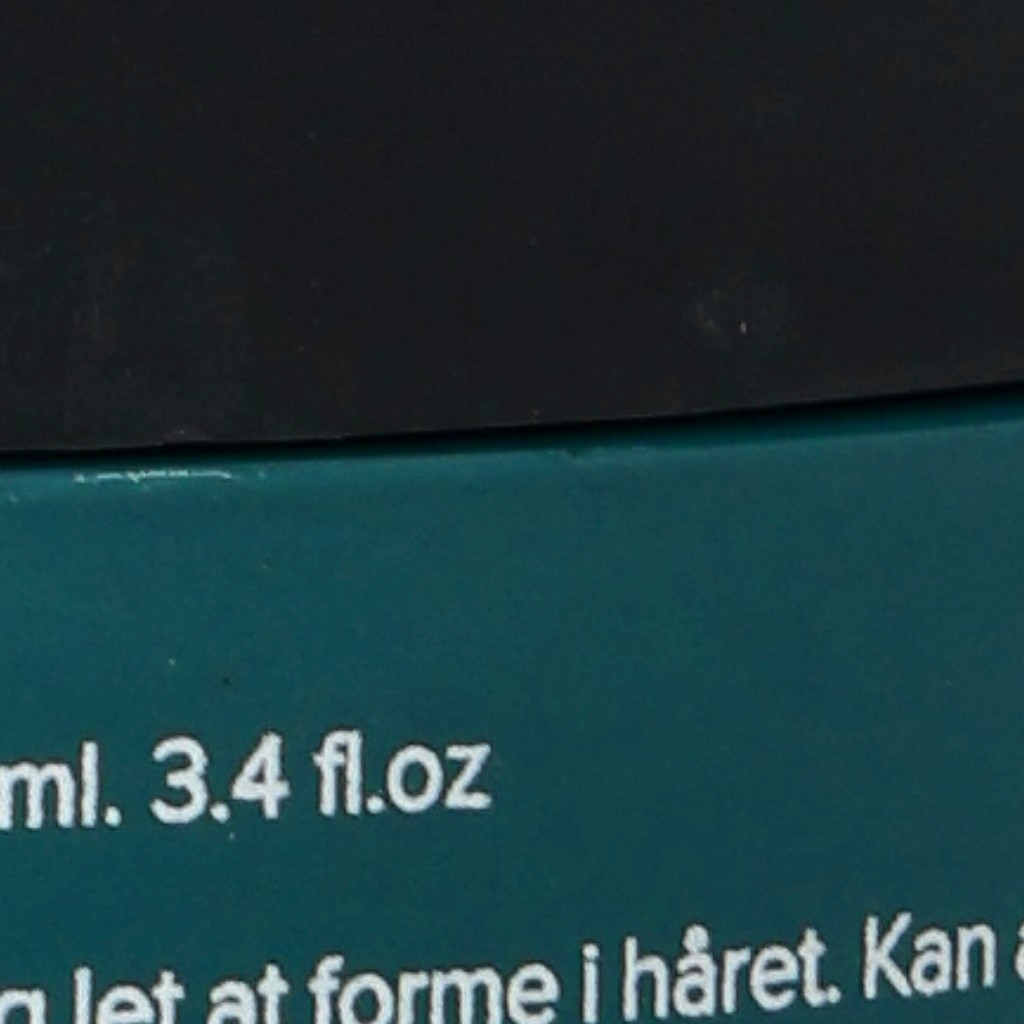 ml. 3.4 fl.oz
let at forme i håret. Kan